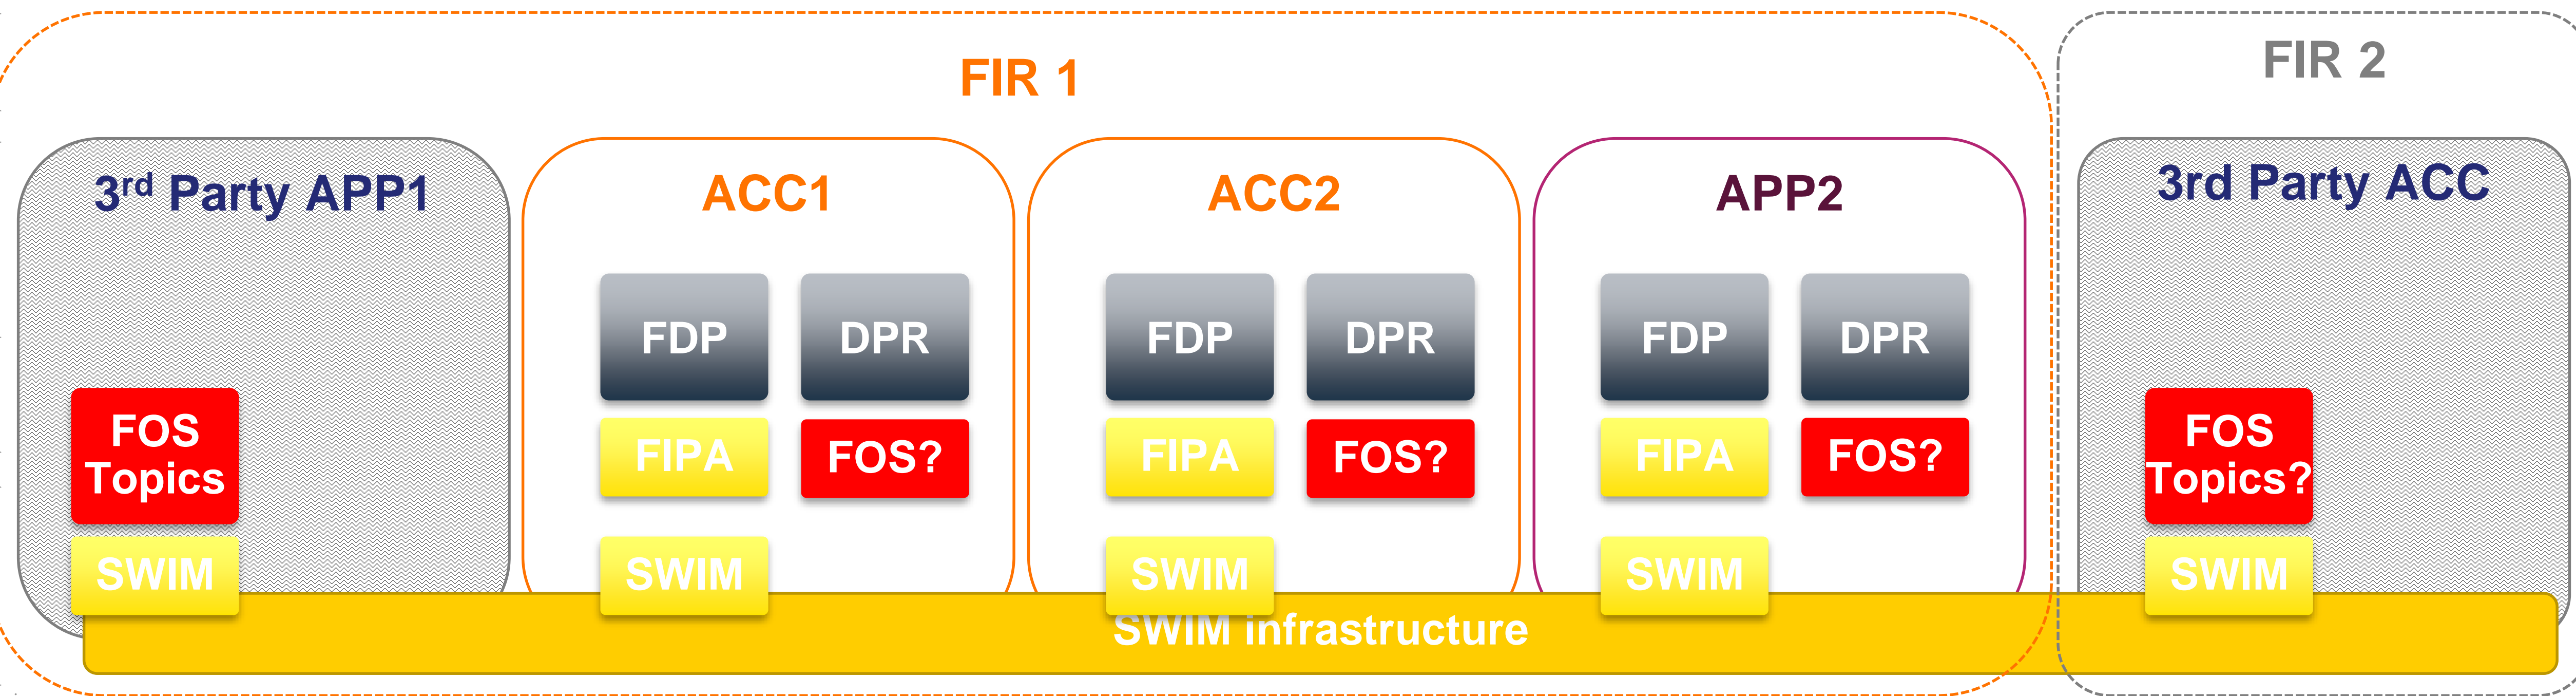 FIR 1
FIR 2
3rd Party APP1
ACC1
ACC2
APP2
3rd Party ACC
FDP
DPR
FDP
DPR
FDP
DPR
FOS
Topics
FIPA
FOS?
FIPA
FOS?
FIPA
FOS?
FOS
Topics?
SWIM
SWIM
SWIM
SWIM
SWIM
SWIM infrastructure